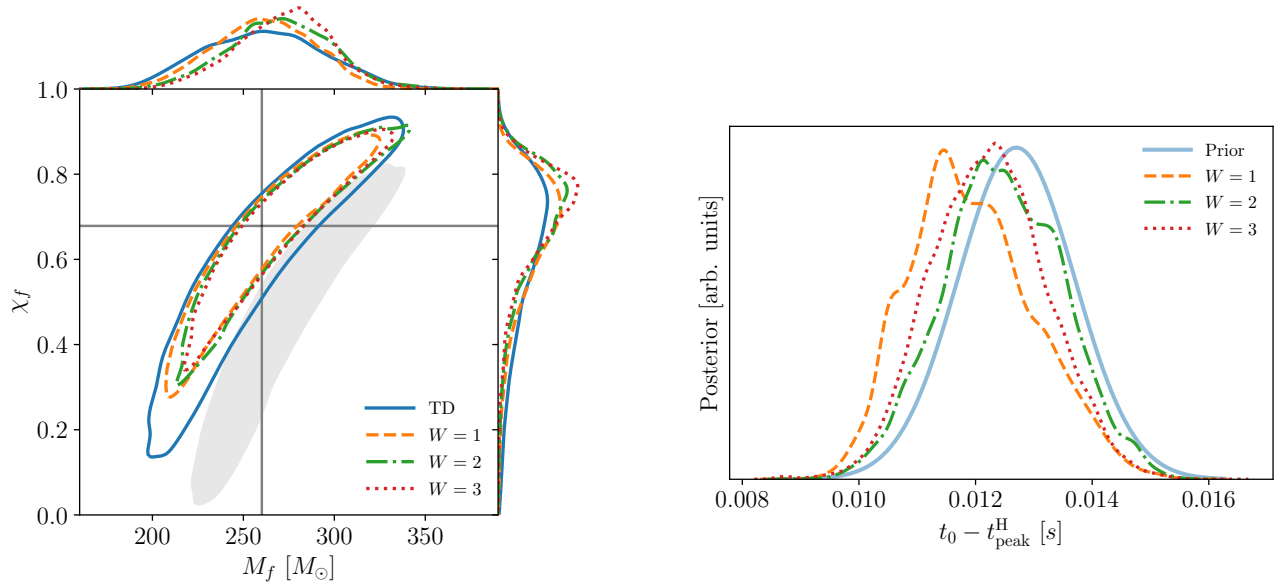 1.0
0.8
0.6
0.4
0.2
0.0
χ_f
200
250
300
350
M_f [M_⊙]
TD
W = 1
W = 2
W = 3
Posterior [arb. units]
Prior
W = 1
W = 2
W = 3
0.008
0.010
0.012
0.014
0.016
t_0 − t_peak^H [s]